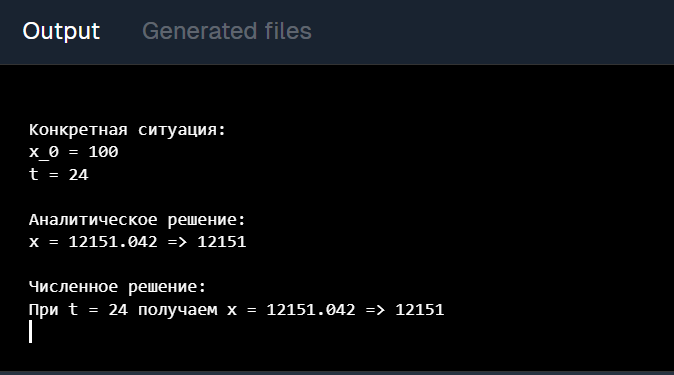 Output Generated files
Конкретная ситуация:
x_0 = 100
t = 24
Аналитическое решение:
x = 12151.042 => 12151
Численное решение:
При t = 24 получаем x = 12151.042 => 12151